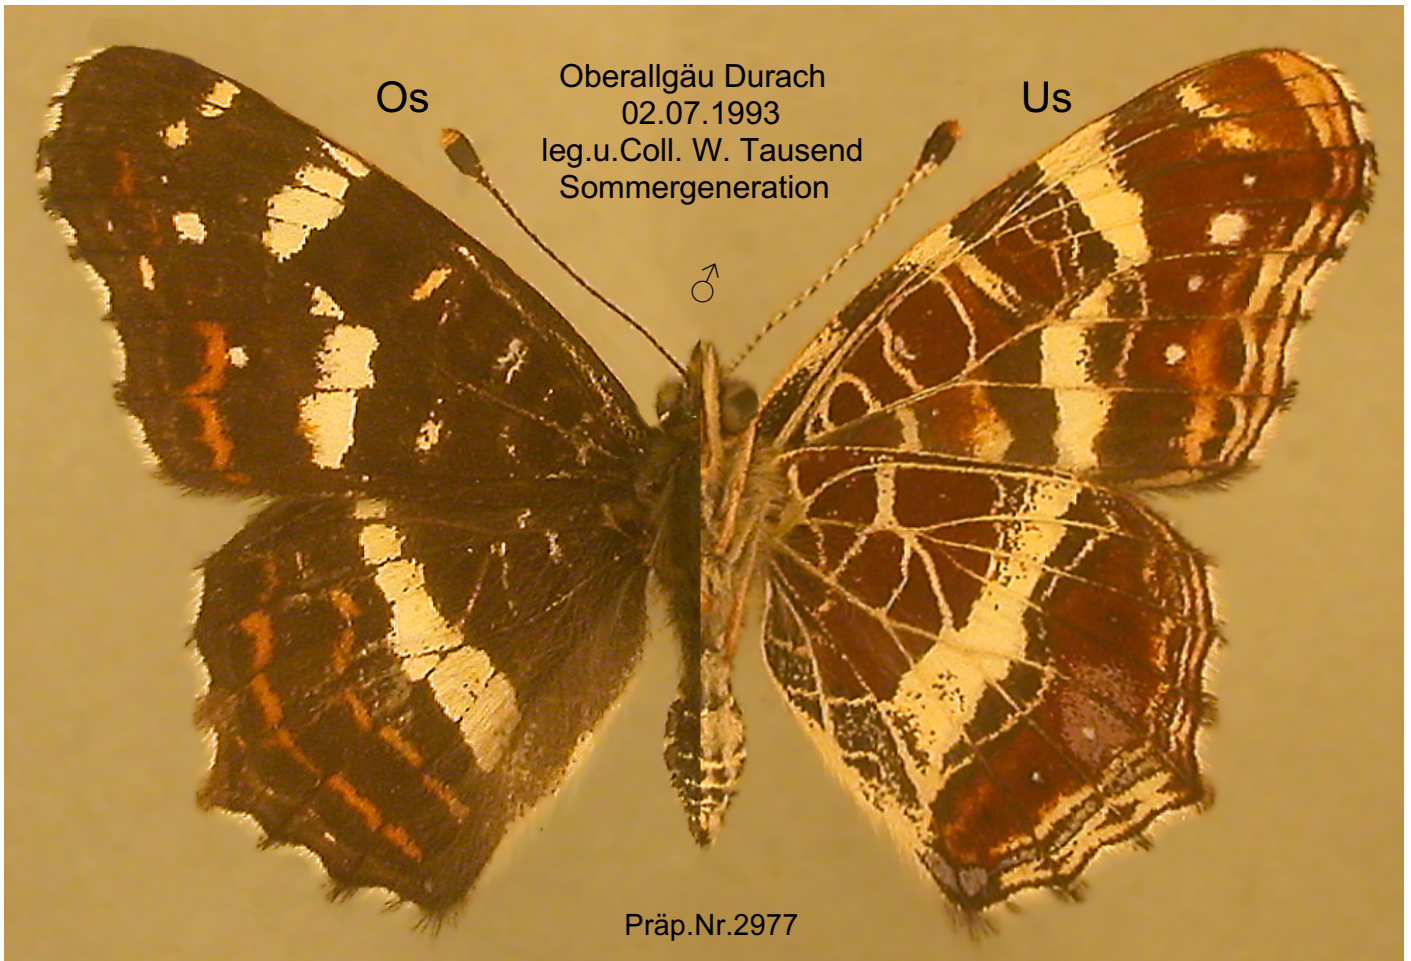 Os
Oberallgäu Durach
02.07.1993
leg.u.Coll. W. Tausend
Sommergeneration
♂
Us
Präp.Nr.2977